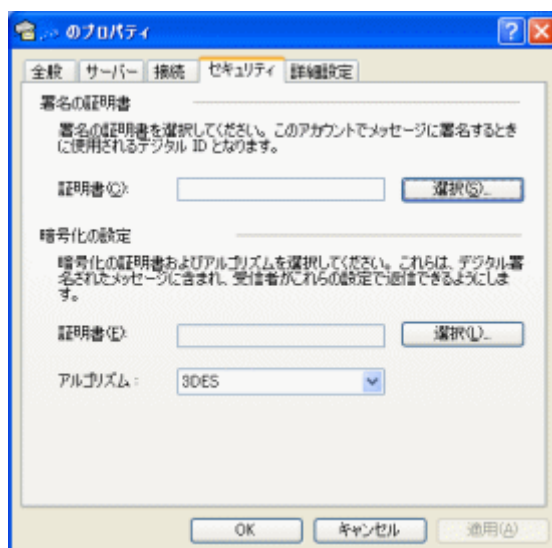 のプロパティ
全般 サーバー 接続 セキュリティ 詳細設定
署名の証明書
署名の証明書を選択してください。このアカウントでメッセージに署名するとき
に使用されるデジタル ID となります。
証明書(C): 選択(S)...
暗号化の設定
暗号化の証明書およびアルゴリズムを選択してください。これらは、デジタル署
名されたメッセージに含まれ、受信者がこれらの設定で返信できるようにしま
す。
証明書(E): 選択(L)...
アルゴリズム: 3DES
OK キャンセル 適用(A)